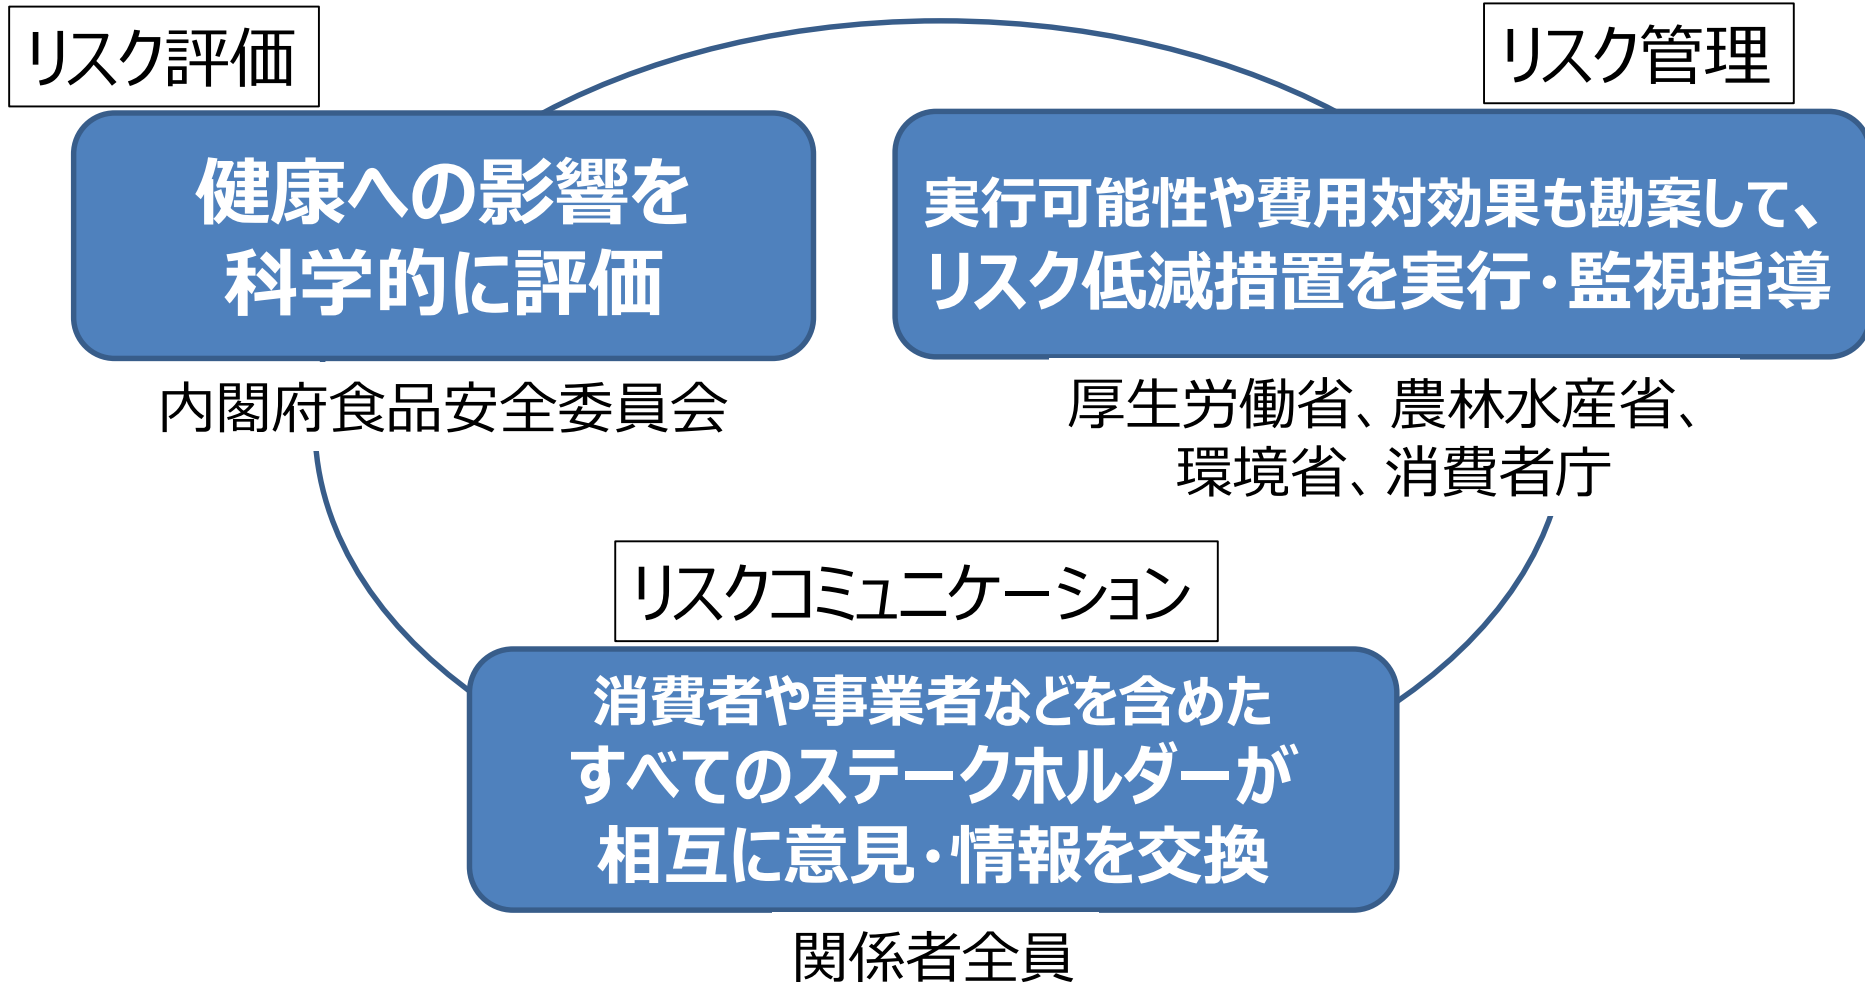 リスク評価
健康への影響を
科学的に評価
内閣府食品安全委員会
リスク管理
実行可能性や費用対効果も勘案して、
リスク低減措置を実行・監視指導
厚生労働省、農林水産省、
環境省、消費者庁
リスクコミュニケーション
消費者や事業者などを含めた
すべてのステークホルダーが
相互に意見・情報を交換
関係者全員